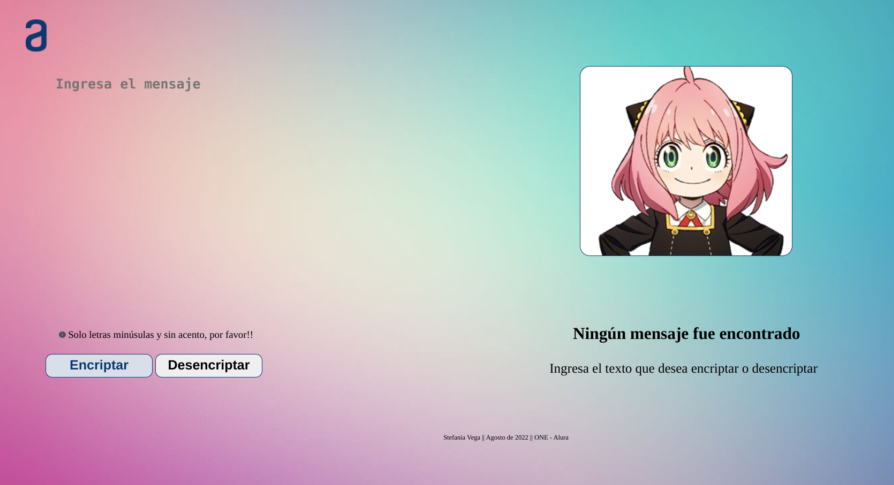 a
Ingresa el mensaje
Solo letras minúsulas y sin acento, por favor!!
Encriptar
Desencriptar
Ningún mensaje fue encontrado
Ingresa el texto que desea encriptar o desencriptar
Stefania Vega || Agosto de 2022 || ONE - Alura